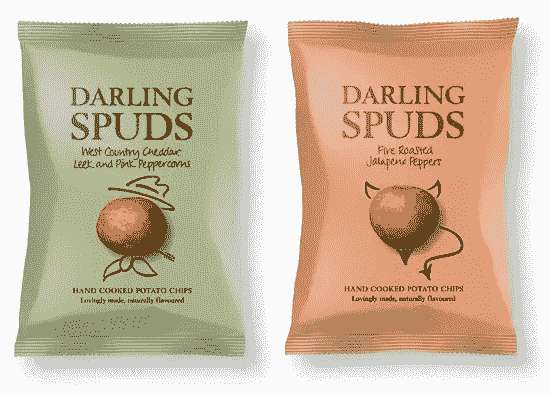 DARLING
SPUDS
West Country Cheddar,
Leek and Pink Peppercorns
HAND COOKED POTATO CHIPS
Lovingly made, naturally flavoured
DARLING
SPUDS
Fire Roasted
Jalapeno Peppers
HAND COOKED POTATO CHIPS
Lovingly made, naturally flavoured